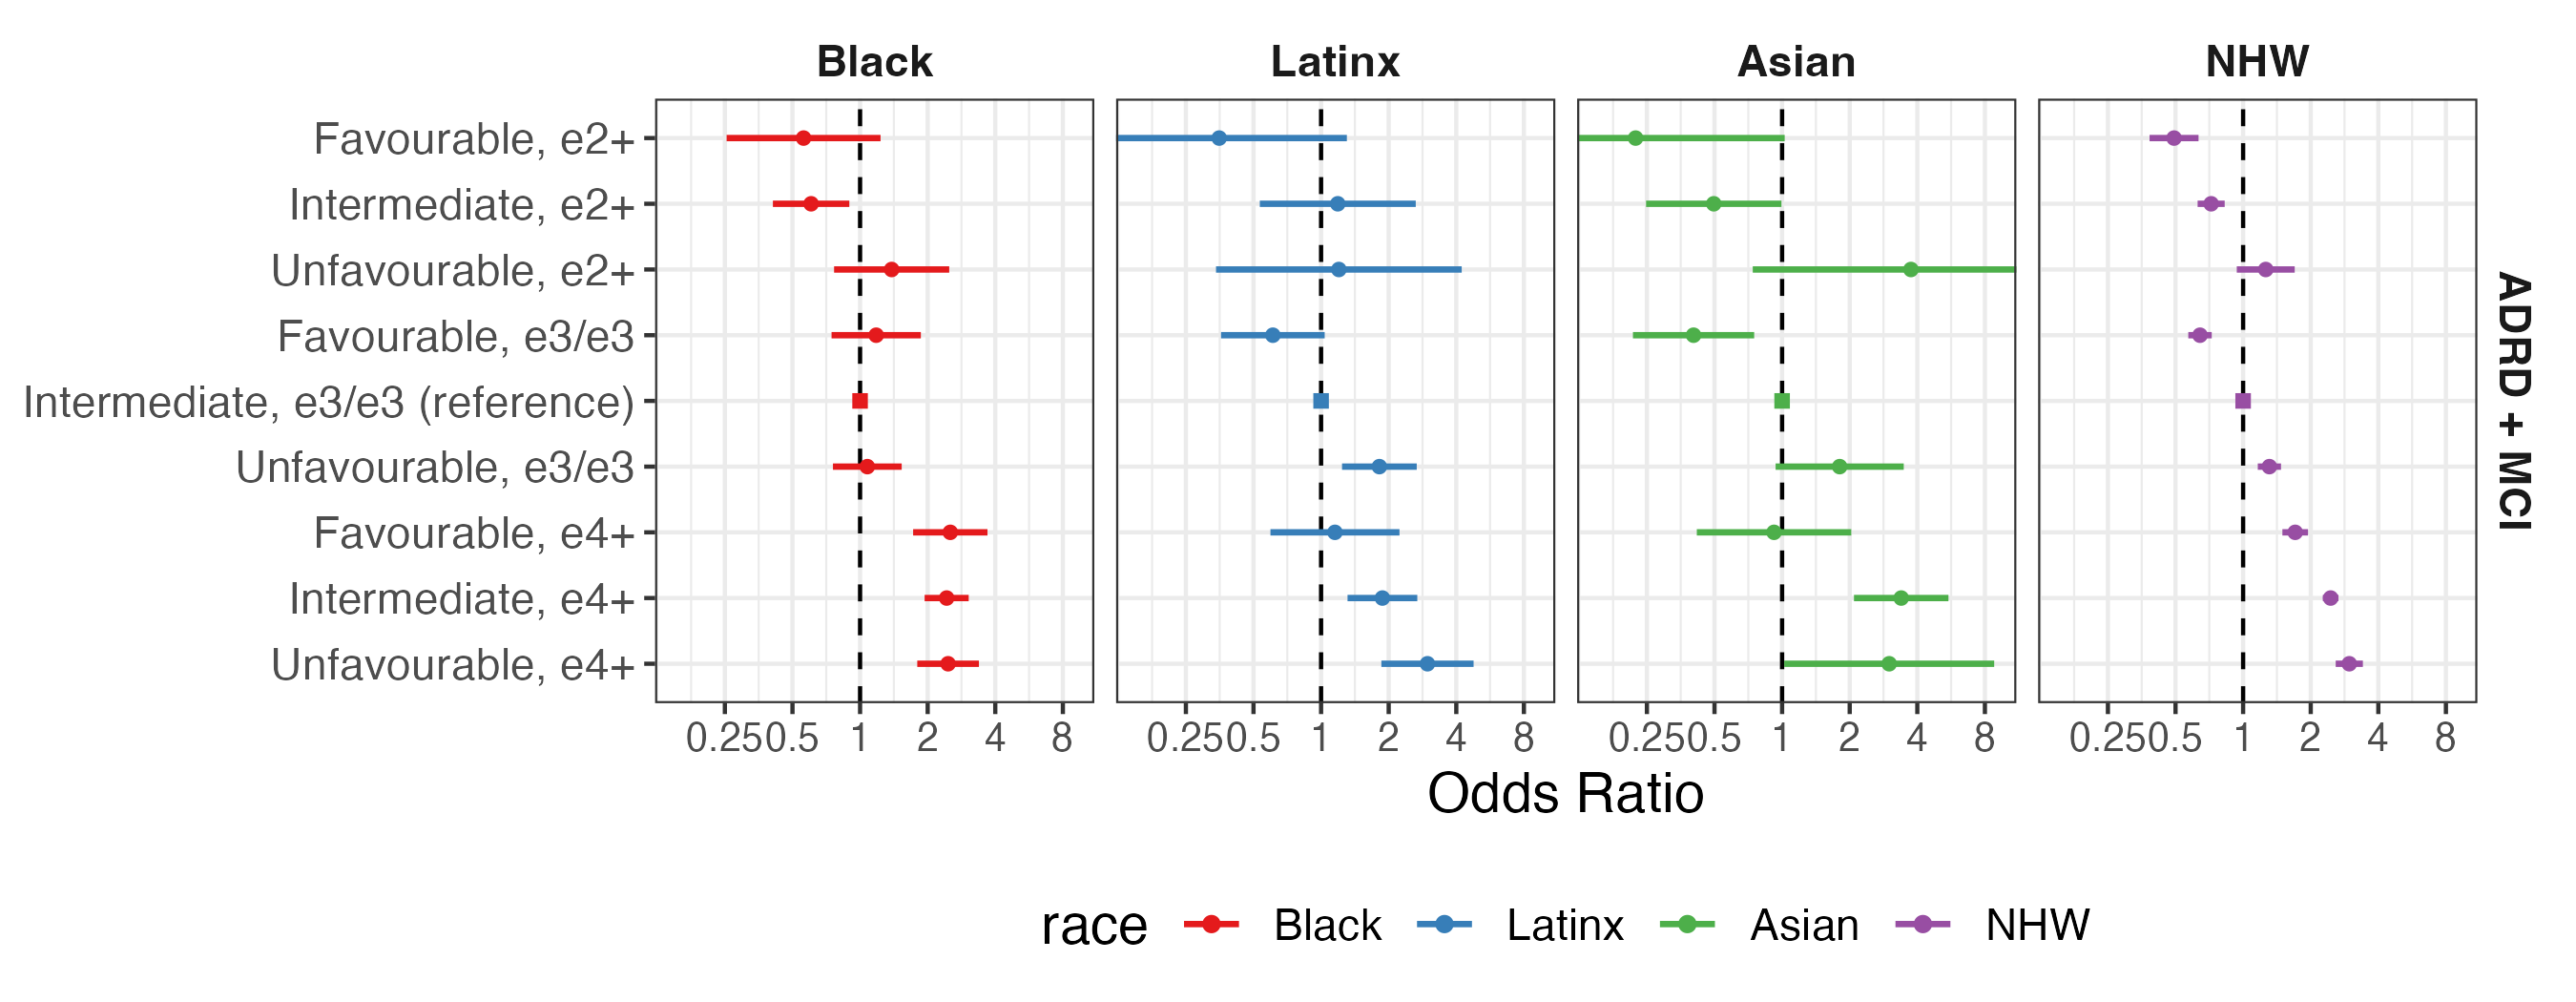 Black Latinx Asian NHW
Favourable, e2+
Intermediate, e2+
Unfavourable, e2+
Favourable, e3/e3
Intermediate, e3/e3 (reference)
Unfavourable, e3/e3
Favourable, e4+
Intermediate, e4+
Unfavourable, e4+
ADRD + MCI
0.25 0.5 1 2 4 8 0.25 0.5 1 2 4 8 0.25 0.5 1 2 4 8 0.25 0.5 1 2 4 8
Odds Ratio
race Black Latinx Asian NHW